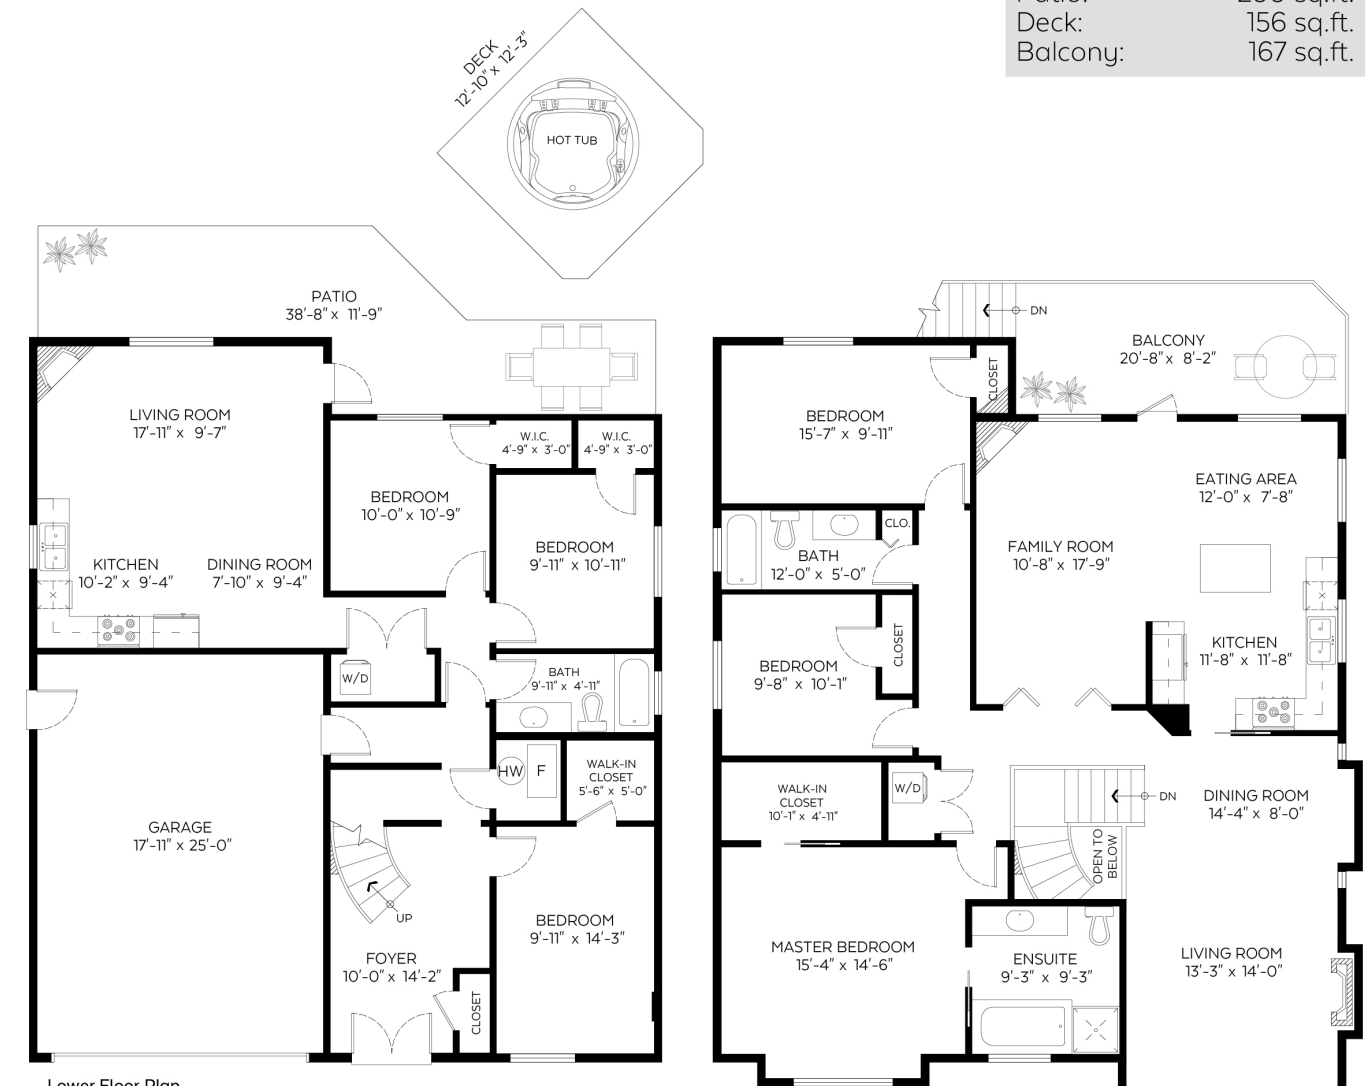 Deck: 156 sq.ft.
Balcony: 167 sq.ft.
DECK
12'-10" x 12'-3"
HOT TUB
PATIO
38'-8" x 11'-9"
LIVING ROOM
17'-11" x 9'-7"
W.I.C.
4'-9" x 3'-0"
W.I.C.
4'-9" x 3'-0"
BEDROOM
10'-0" x 10'-9"
BEDROOM
9'-11" x 10'-11"
KITCHEN
10'-2" x 9'-4"
DINING ROOM
7'-10" x 9'-4"
W/D
BATH
9'-11" x 4'-11"
HW
F
WALK-IN
CLOSET
5'-6" x 5'-0"
GARAGE
17'-11" x 25'-0"
UP
BEDROOM
9'-11" x 14'-3"
FOYER
10'-0" x 14'-2"
CLOSET
Lower Floor Plan
DN
BALCONY
20'-8" x 8'-2"
CLOSET
BEDROOM
15'-7" x 9'-11"
EATING AREA
12'-0" x 7'-8"
CLO.
BATH
12'-0" x 5'-0"
FAMILY ROOM
10'-8" x 17'-9"
CLOSET
BEDROOM
9'-8" x 10'-1"
KITCHEN
11'-8" x 11'-8"
WALK-IN
CLOSET
10'-1" x 4'-11"
W/D
DN
DINING ROOM
14'-4" x 8'-0"
OPEN TO
BELOW
MASTER BEDROOM
15'-4" x 14'-6"
ENSUITE
9'-3" x 9'-3"
LIVING ROOM
13'-3" x 14'-0"